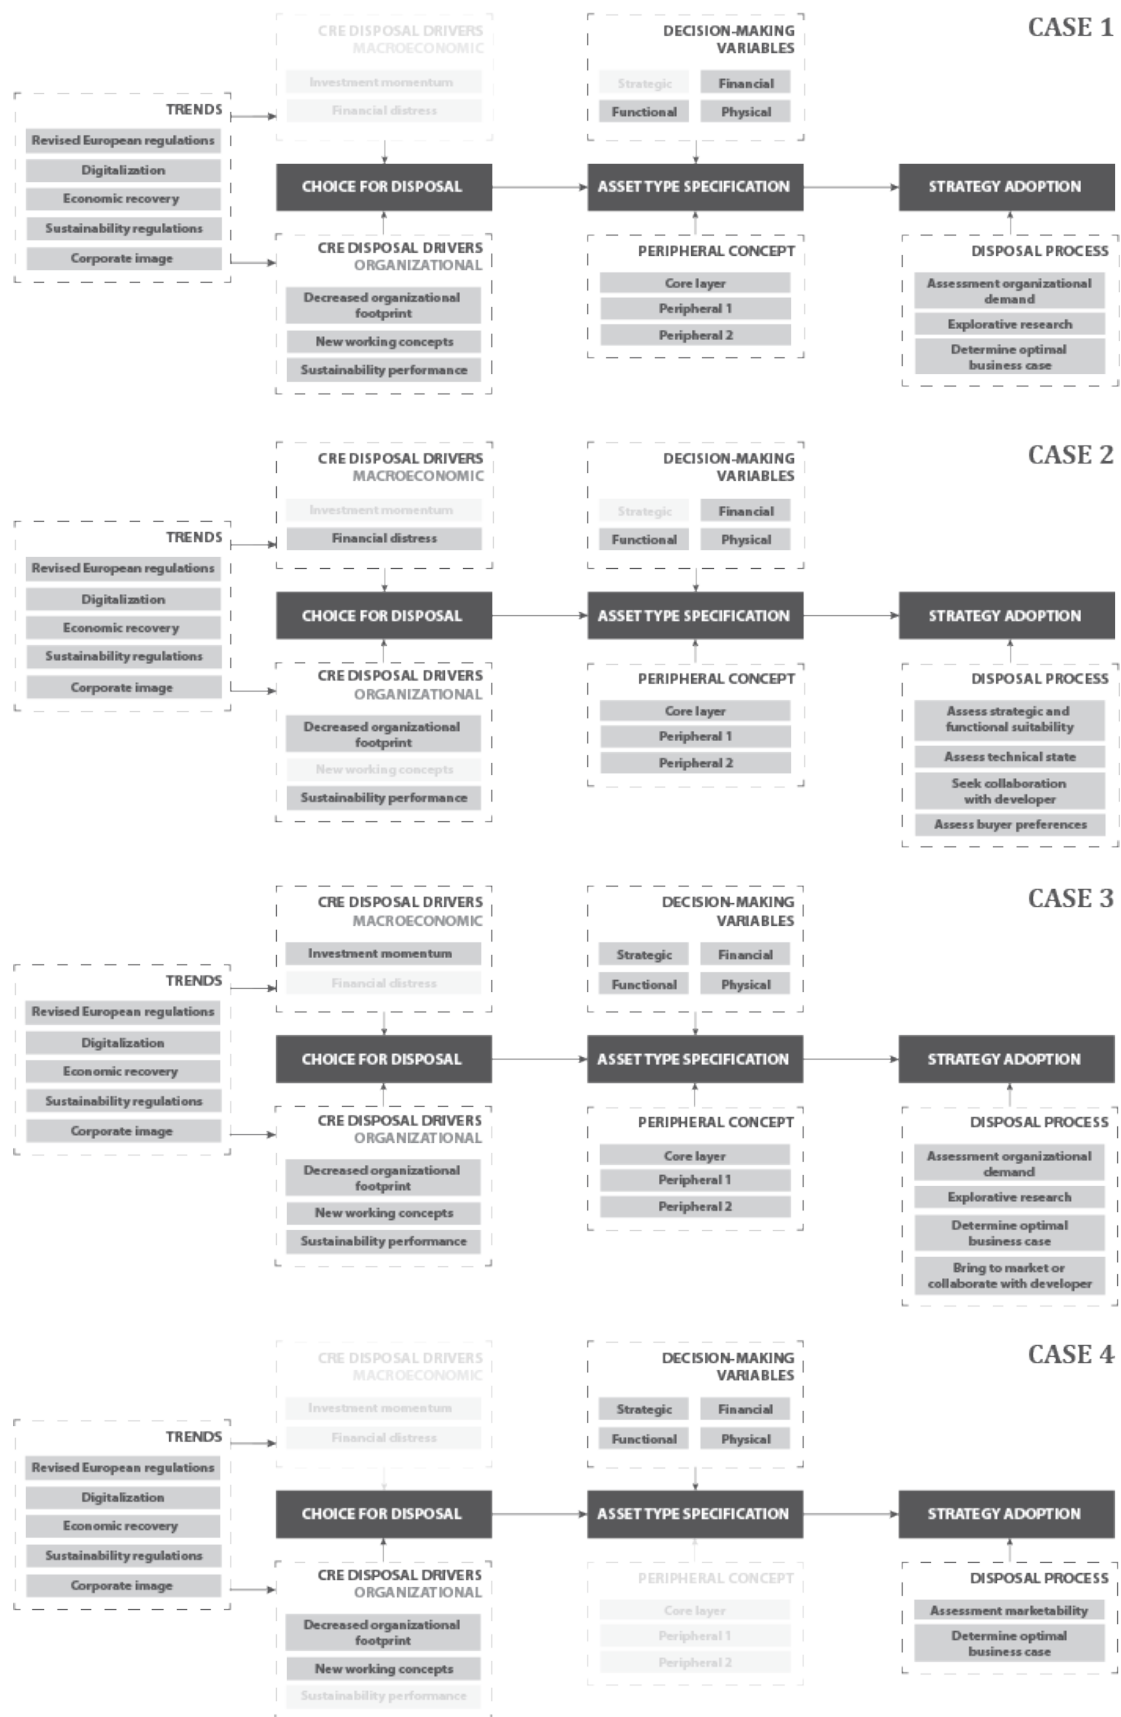 CASE 1
CRE DISPOSAL DRIVERS
MACROECONOMIC
Investment momentum
Financial distress
DECISION-MAKING
VARIABLES
Strategic
Financial
Functional
Physical
TRENDS
Revised European regulations
Digitalization
Economic recovery
Sustainability regulations
Corporate image
CHOICE FOR DISPOSAL
ASSET TYPE SPECIFICATION
STRATEGY ADOPTION
CRE DISPOSAL DRIVERS
ORGANIZATIONAL
Decreased organizational
footprint
New working concepts
Sustainability performance
PERIPHERAL CONCEPT
Core layer
Peripheral 1
Peripheral 2
DISPOSAL PROCESS
Assessment organizational
demand
Explorative research
Determine optimal
business case
CASE 2
CRE DISPOSAL DRIVERS
MACROECONOMIC
Investment momentum
Financial distress
DECISION-MAKING
VARIABLES
Strategic
Financial
Functional
Physical
TRENDS
Revised European regulations
Digitalization
Economic recovery
Sustainability regulations
Corporate image
CHOICE FOR DISPOSAL
ASSET TYPE SPECIFICATION
STRATEGY ADOPTION
CRE DISPOSAL DRIVERS
ORGANIZATIONAL
Decreased organizational
footprint
New working concepts
Sustainability performance
PERIPHERAL CONCEPT
Core layer
Peripheral 1
Peripheral 2
DISPOSAL PROCESS
Assess strategic and
functional suitability
Assess technical state
Seek collaboration
with developer
Assess buyer preferences
CASE 3
CRE DISPOSAL DRIVERS
MACROECONOMIC
Investment momentum
Financial distress
DECISION-MAKING
VARIABLES
Strategic
Financial
Functional
Physical
TRENDS
Revised European regulations
Digitalization
Economic recovery
Sustainability regulations
Corporate image
CHOICE FOR DISPOSAL
ASSET TYPE SPECIFICATION
STRATEGY ADOPTION
CRE DISPOSAL DRIVERS
ORGANIZATIONAL
Decreased organizational
footprint
New working concepts
Sustainability performance
PERIPHERAL CONCEPT
Core layer
Peripheral 1
Peripheral 2
DISPOSAL PROCESS
Assessment organizational
demand
Explorative research
Determine optimal
business case
Bring to market or
collaborate with developer
CASE 4
CRE DISPOSAL DRIVERS
MACROECONOMIC
Investment momentum
Financial distress
DECISION-MAKING
VARIABLES
Strategic
Financial
Functional
Physical
TRENDS
Revised European regulations
Digitalization
Economic recovery
Sustainability regulations
Corporate image
CHOICE FOR DISPOSAL
ASSET TYPE SPECIFICATION
STRATEGY ADOPTION
CRE DISPOSAL DRIVERS
ORGANIZATIONAL
Decreased organizational
footprint
New working concepts
Sustainability performance
PERIPHERAL CONCEPT
Core layer
Peripheral 1
Peripheral 2
DISPOSAL PROCESS
Assessment marketability
Determine optimal
business case